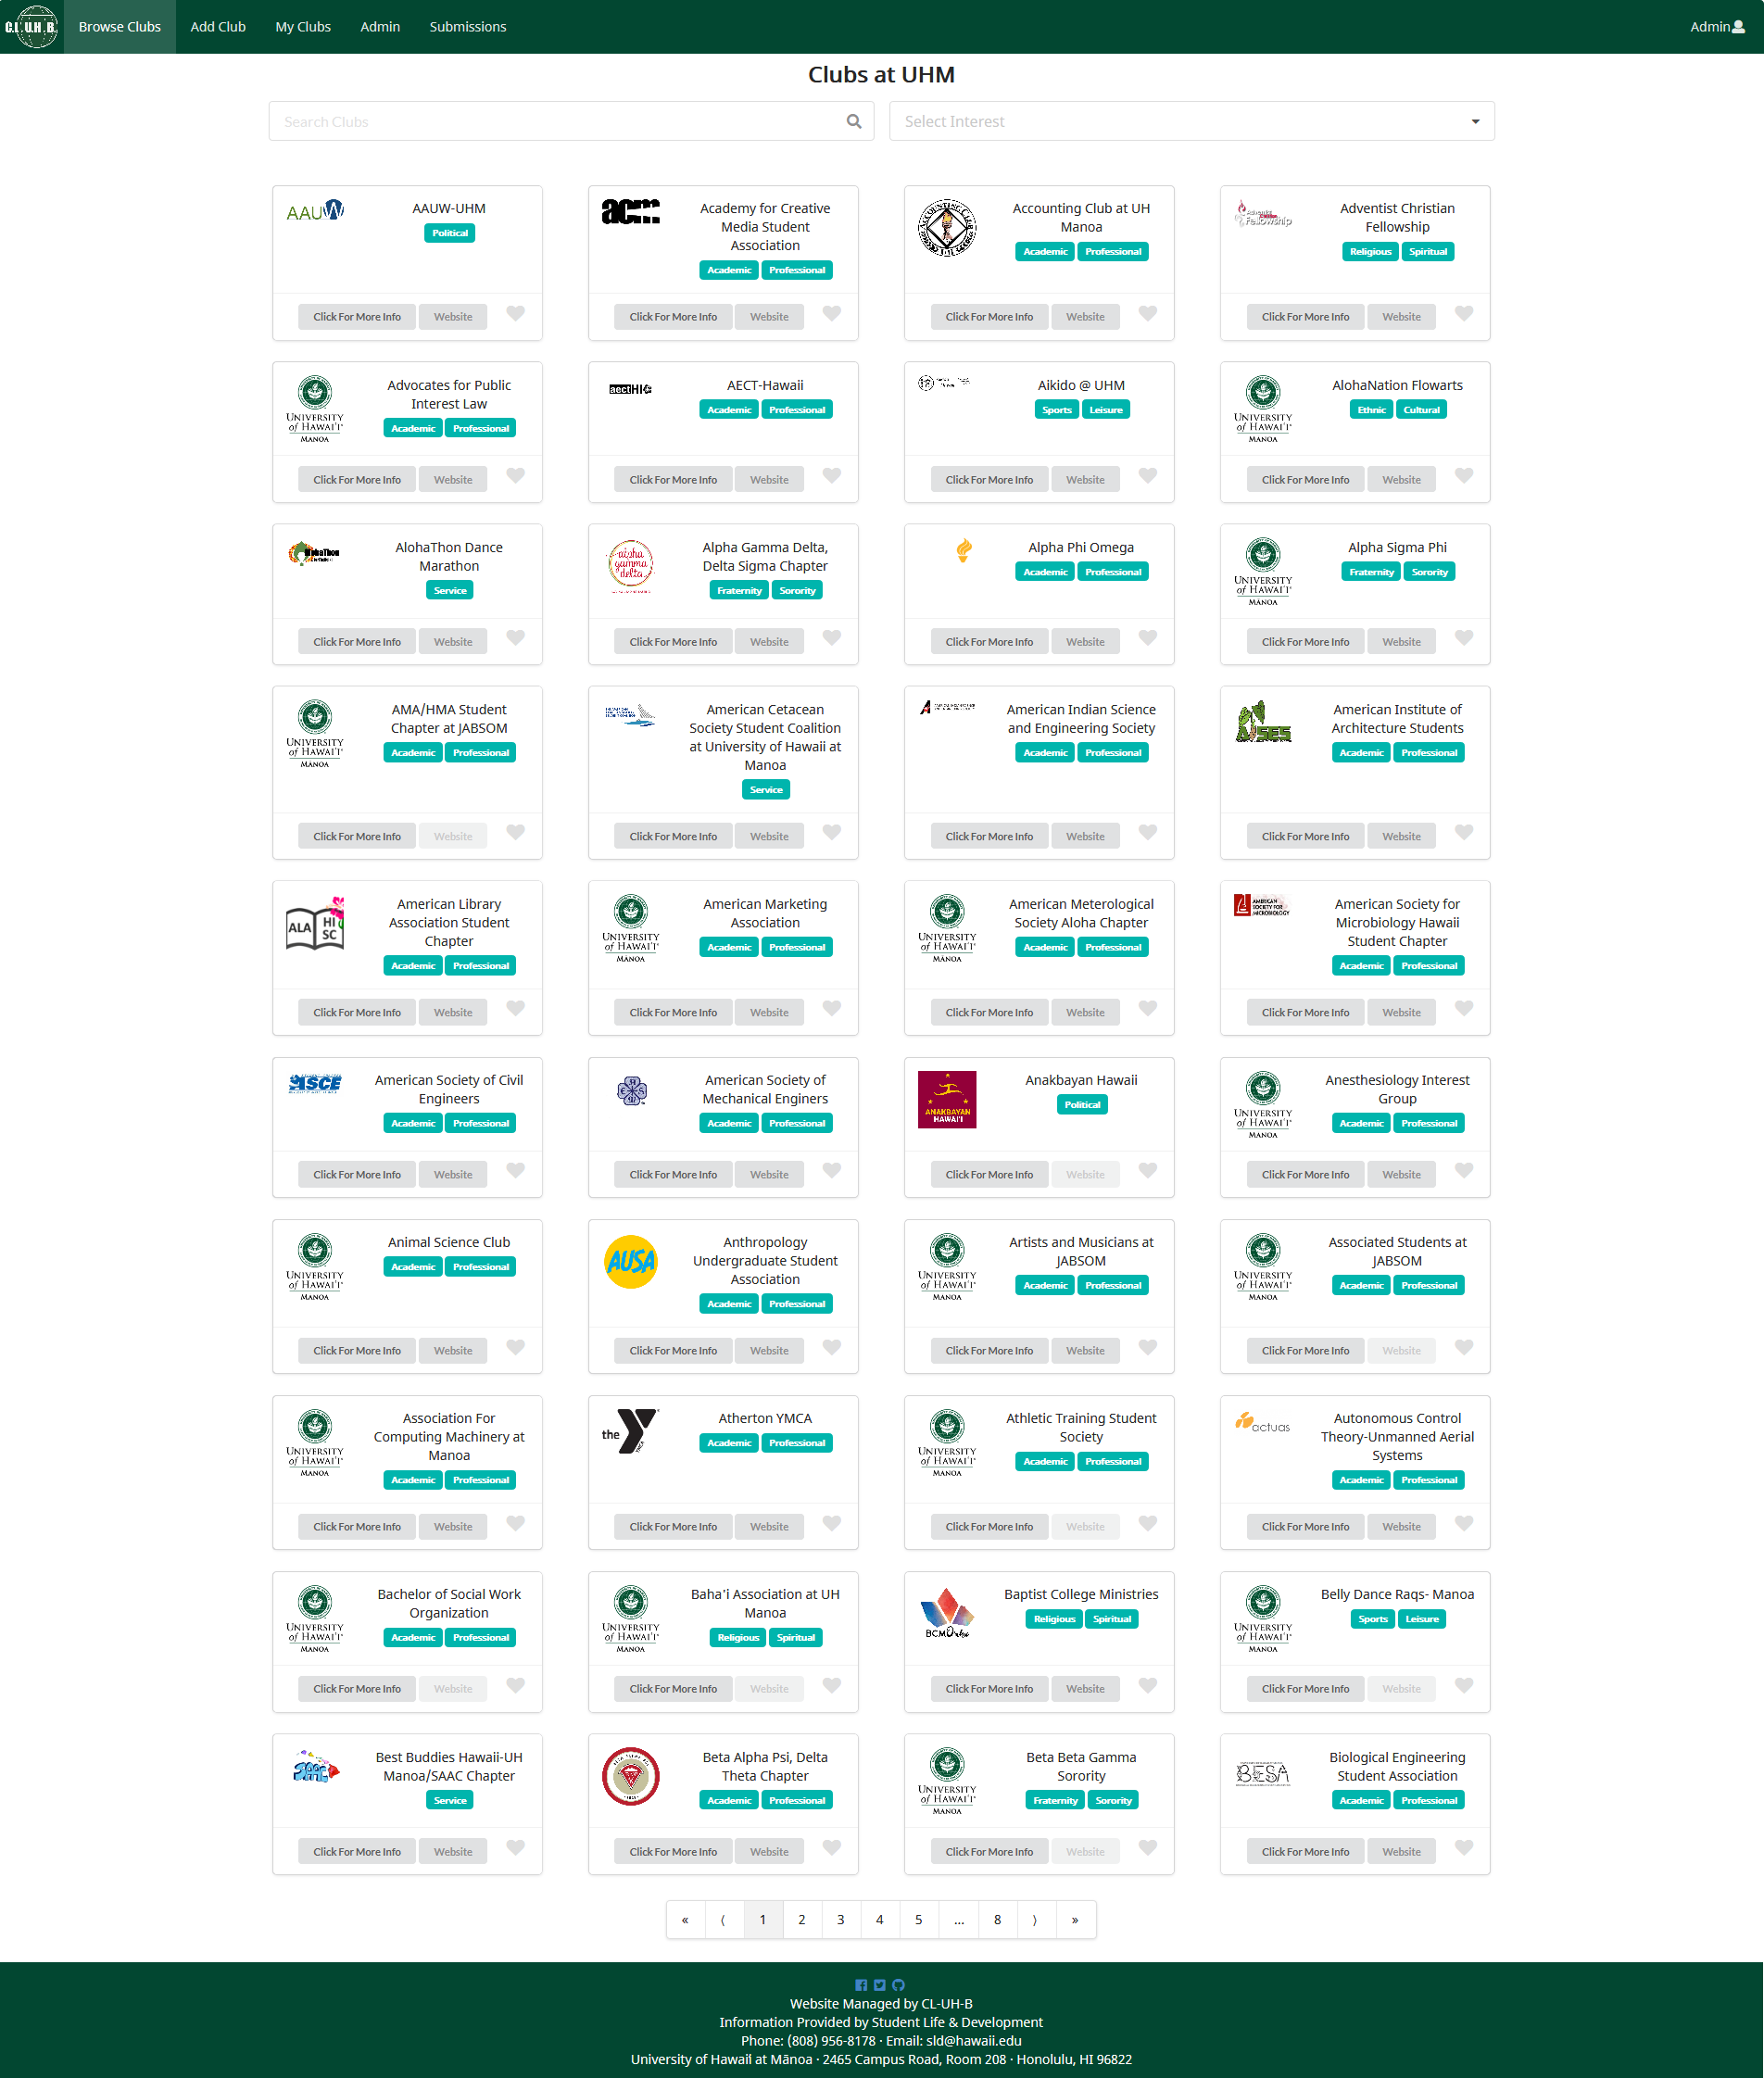 C.L.U.H.B
Browse Clubs
Add Club
My Clubs
Admin
Submissions
Admin
Clubs at UHM
Search Clubs
Select Interest
AAUW
AAUW-UHM
Political
Click For More Info Website
acm
Academy for Creative
Media Student
Association
Academic Professional
Click For More Info Website
Accounting Club at UH
Manoa
Academic Professional
Click For More Info Website
Adventist Christian
Fellowship
Religious Spiritual
Click For More Info Website
UNIVERSITY
of HAWAI'I
MANOA
Advocates for Public
Interest Law
Academic Professional
Click For More Info Website
aectHI
AECT-Hawaii
Academic Professional
Click For More Info Website
Aikido @ UHM
Sports Leisure
Click For More Info Website
UNIVERSITY
of HAWAI'I
MANOA
AlohaNation Flowarts
Ethnic Cultural
Click For More Info Website
AlohaThon Dance
Marathon
Service
Click For More Info Website
alpha
gamma
delta
Alpha Gamma Delta,
Delta Sigma Chapter
Fraternity Sorority
Click For More Info Website
Alpha Phi Omega
Academic Professional
Click For More Info Website
UNIVERSITY
of HAWAI'I
MANOA
Alpha Sigma Phi
Fraternity Sorority
Click For More Info Website
UNIVERSITY
of HAWAI'I
MANOA
AMA/HMA Student
Chapter at JABSOM
Academic Professional
Click For More Info Website
American Cetacean
Society Student Coalition
at University of Hawaii at
Manoa
Service
Click For More Info Website
American Indian Science
and Engineering Society
Academic Professional
Click For More Info Website
AISES
American Institute of
Architecture Students
Academic Professional
Click For More Info Website
ALA HI
SC
American Library
Association Student
Chapter
Academic Professional
Click For More Info Website
UNIVERSITY
of HAWAI'I
MANOA
American Marketing
Association
Academic Professional
Click For More Info Website
UNIVERSITY
of HAWAI'I
MANOA
American Meterological
Society Aloha Chapter
Academic Professional
Click For More Info Website
AMERICAN
SOCIETY FOR
MICROBIOLOGY
American Society for
Microbiology Hawaii
Student Chapter
Academic Professional
Click For More Info Website
ASCE
American Society of Civil
Engineers
Academic Professional
Click For More Info Website
American Society of
Mechanical Enginers
Academic Professional
Click For More Info Website
ANAKBAYAN
HAWAI'I
Anakbayan Hawaii
Political
Click For More Info Website
UNIVERSITY
of HAWAI'I
MANOA
Anesthesiology Interest
Group
Academic Professional
Click For More Info Website
UNIVERSITY
of HAWAI'I
MANOA
Animal Science Club
Academic Professional
Click For More Info Website
AUSA
Anthropology
Undergraduate Student
Association
Academic Professional
Click For More Info Website
UNIVERSITY
of HAWAI'I
MANOA
Artists and Musicians at
JABSOM
Academic Professional
Click For More Info Website
UNIVERSITY
of HAWAI'I
MANOA
Associated Students at
JABSOM
Academic Professional
Click For More Info Website
UNIVERSITY
of HAWAI'I
MANOA
Association For
Computing Machinery at
Manoa
Academic Professional
Click For More Info Website
the YMCA
Atherton YMCA
Academic Professional
Click For More Info Website
UNIVERSITY
of HAWAI'I
MANOA
Athletic Training Student
Society
Academic Professional
Click For More Info Website
actuas
Autonomous Control
Theory-Unmanned Aerial
Systems
Academic Professional
Click For More Info Website
UNIVERSITY
of HAWAI'I
MANOA
Bachelor of Social Work
Organization
Academic Professional
Click For More Info Website
UNIVERSITY
of HAWAI'I
MANOA
Baha'i Association at UH
Manoa
Religious Spiritual
Click For More Info Website
BCM Oahu
Baptist College Ministries
Religious Spiritual
Click For More Info Website
UNIVERSITY
of HAWAI'I
MANOA
Belly Dance Raqs- Manoa
Sports Leisure
Click For More Info Website
SAAC
Best Buddies Hawaii-UH
Manoa/SAAC Chapter
Service
Click For More Info Website
Beta Alpha Psi, Delta
Theta Chapter
Academic Professional
Click For More Info Website
UNIVERSITY
of HAWAI'I
MANOA
Beta Beta Gamma
Sorority
Fraternity Sorority
Click For More Info Website
BESA
Biological Engineering
Student Association
Academic Professional
Click For More Info Website
« ⟨ 1 2 3 4 5 ... 8 ⟩ »
Website Managed by CL-UH-B
Information Provided by Student Life & Development
Phone: (808) 956-8178 · Email: sld@hawaii.edu
University of Hawaii at Mānoa · 2465 Campus Road, Room 208 · Honolulu, HI 96822